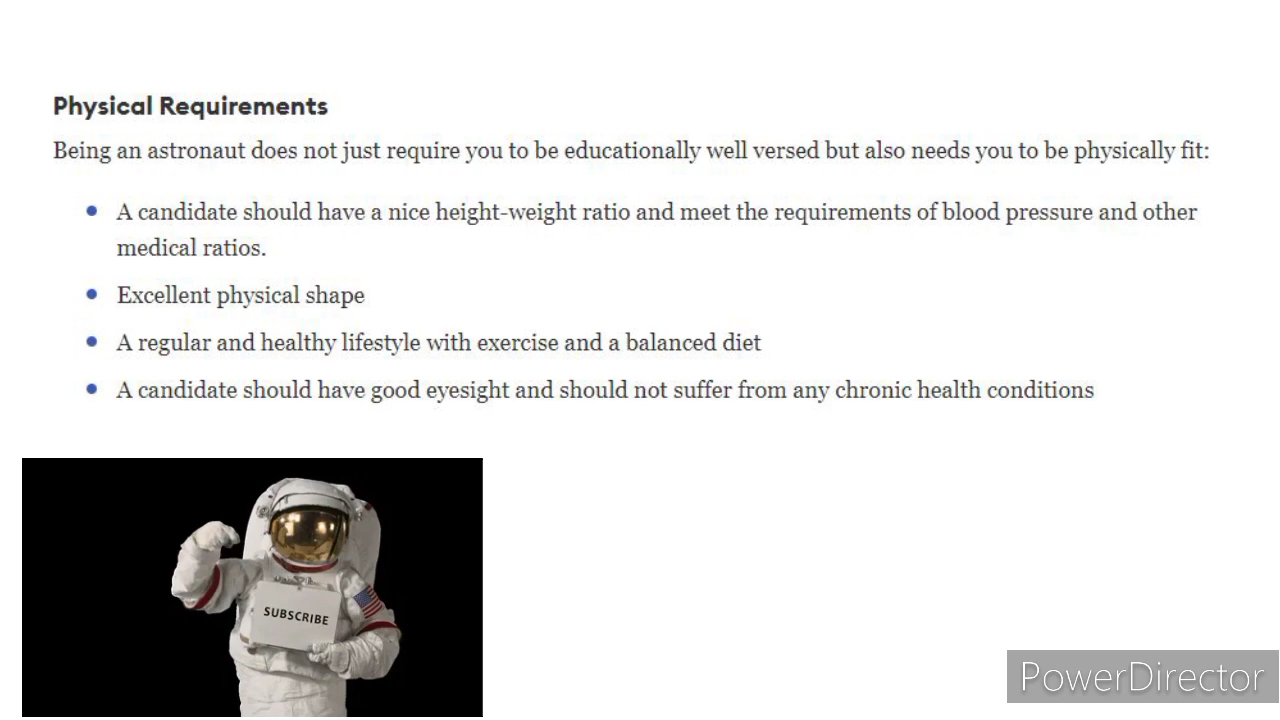 Physical Requirements
Being an astronaut does not just require you to be educationally well versed but also needs you to be physically fit:
A candidate should have a nice height-weight ratio and meet the requirements of blood pressure and other
medical ratios.
Excellent physical shape
A regular and healthy lifestyle with exercise and a balanced diet
A candidate should have good eyesight and should not suffer from any chronic health conditions
SUBSCRIBE
PowerDirector